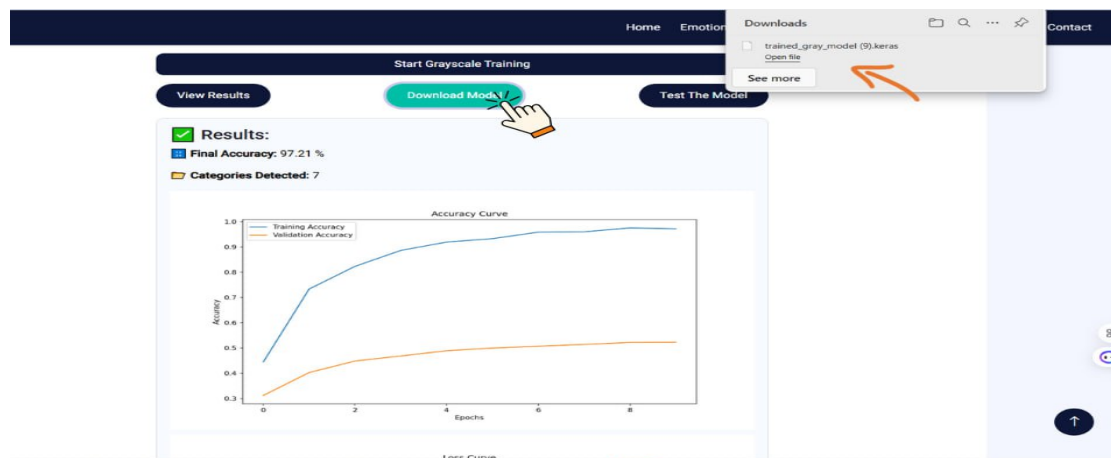 Home Emotion Contact
Downloads
trained_gray_model (9).keras
Open file
See more
Start Grayscale Training
View Results
Download Model
Test The Model
Results:
Final Accuracy: 97.21 %
Categories Detected: 7
Accuracy Curve
Training Accuracy
Validation Accuracy
1.0
0.9
0.8
0.7
0.6
0.5
0.4
0.3
Accuracy
0 2 4 6 8
Epochs
Loss Curve